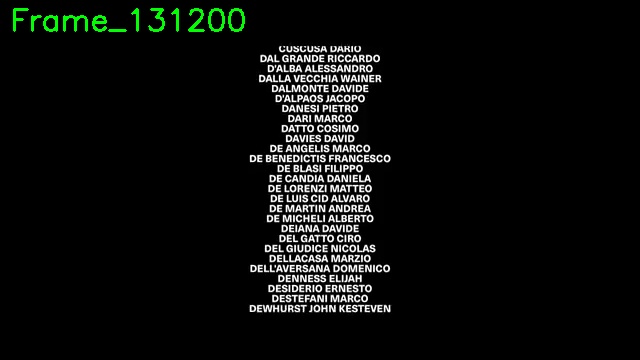 Frame_131200
CUSCUSA DARIO
DAL GRANDE RICCARDO
D'ALBA ALESSANDRO
DALLA VECCHIA WAINER
DALMONTE DAVIDE
D'ALPAOS JACOPO
DANESI PIETRO
DARI MARCO
DATTO COSIMO
DAVIES DAVID
DE ANGELIS MARCO
DE BENEDICTIS FRANCESCO
DE BLASI FILIPPO
DE CANDIA DANIELA
DE LORENZI MATTEO
DE LUIS CID ALVARO
DE MARTIN ANDREA
DE MICHELI ALBERTO
DEIANA DAVIDE
DEL GATTO CIRO
DEL GIUDICE NICOLAS
DELLACASA MARZIO
DELL'AVERSANA DOMENICO
DENNESS ELIJAH
DESIDERIO ERNESTO
DESTEFANI MARCO
DEWHURST JOHN KESTEVEN